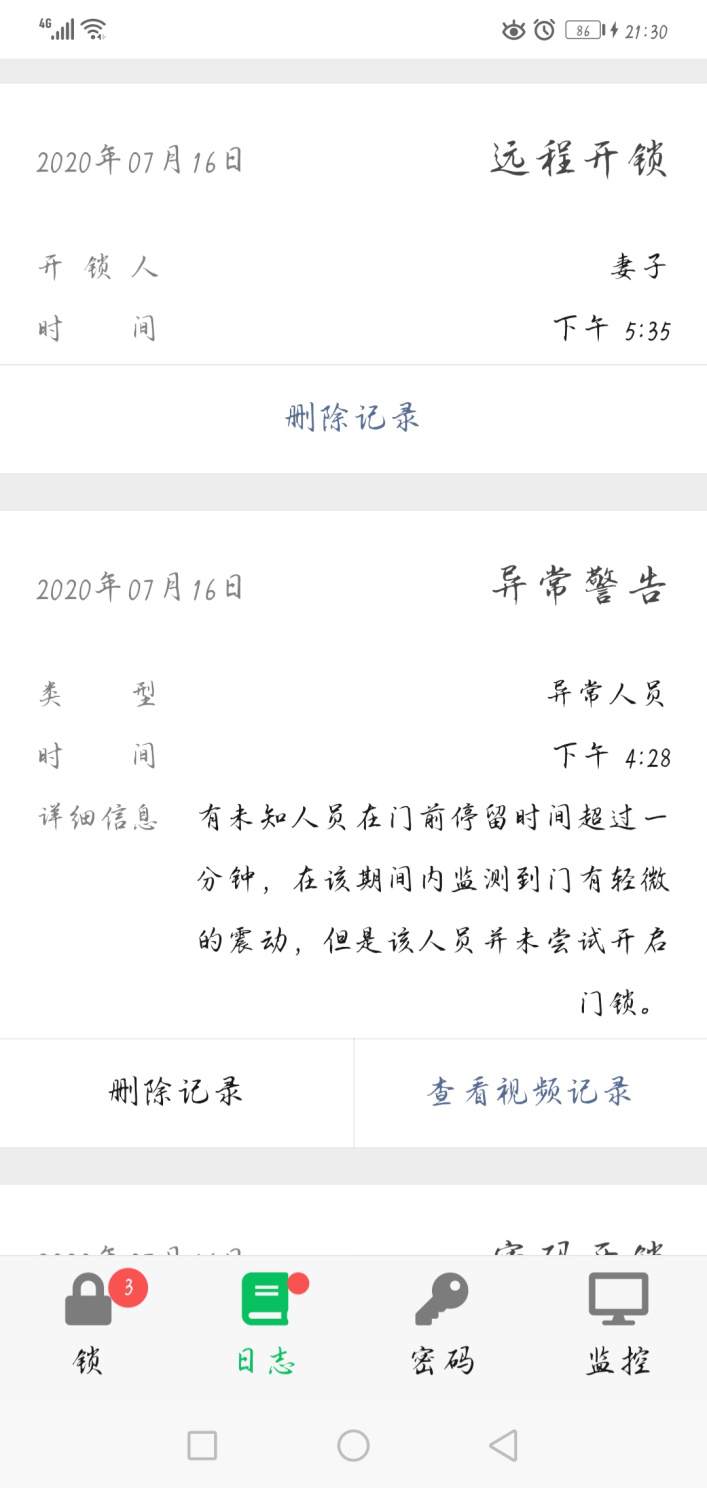 4G 86 21:30
2020年07月16日 远程开锁
开锁人 妻子
时间 下午 5:35
删除记录
2020年07月16日 异常警告
类型 异常人员
时间 下午 4:28
详细信息 有未知人员在门前停留时间超过一
分钟，在该期间内监测到门有轻微
的震动，但是该人员并未尝试开启
门锁。
删除记录 查看视频记录
密码开锁
3
锁 日志 密码 监控